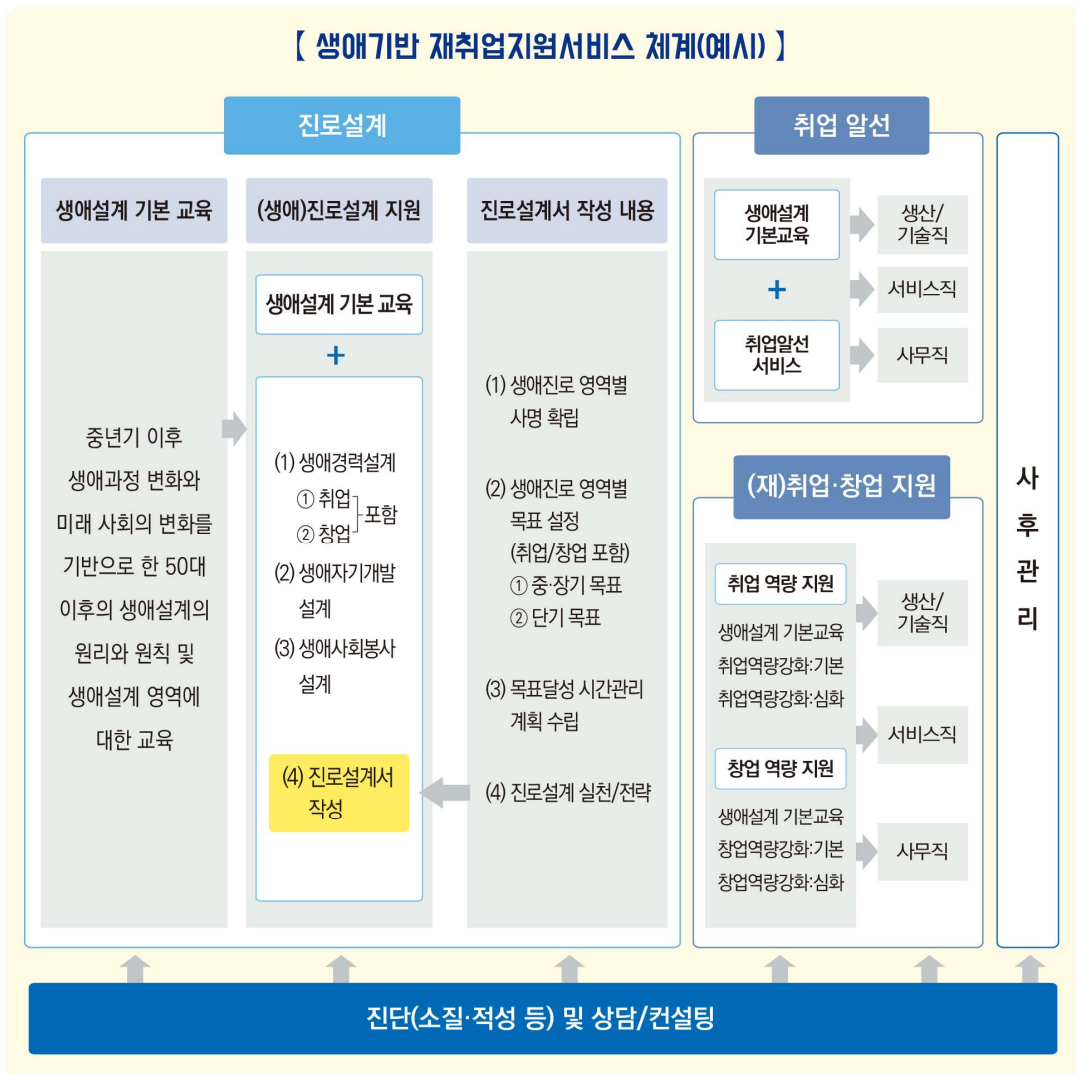 【 생애기반 재취업지원서비스 체계(예시) 】
진로설계
생애설계 기본 교육
중년기 이후
생애과정 변화와
미래 사회의 변화를
기반으로 한 50대
이후의 생애설계의
원리와 원칙 및
생애설계 영역에
대한 교육
(생애)진로설계 지원
생애설계 기본 교육
+
(1) 생애경력설계
① 취업
② 창업
포함
(2) 생애자기개발
설계
(3) 생애사회봉사
설계
(4) 진로설계서
작성
진로설계서 작성 내용
(1) 생애진로 영역별
사명 확립
(2) 생애진로 영역별
목표 설정
(취업/창업 포함)
① 중·장기 목표
② 단기 목표
(3) 목표달성 시간관리
계획 수립
(4) 진로설계 실천/전략
취업 알선
생애설계
기본교육
+
취업알선
서비스
생산/
기술직
서비스직
사무직
(재)취업·창업 지원
취업 역량 지원
생애설계 기본교육
취업역량강화:기본
취업역량강화:심화
창업 역량 지원
생애설계 기본교육
창업역량강화:기본
창업역량강화:심화
생산/
기술직
서비스직
사무직
사
후
관
리
진단(소질·적성 등) 및 상담/컨설팅